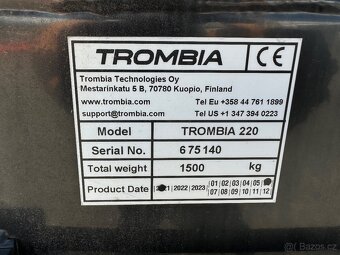 TROMBIA CE
Trombia Technologies Oy
Mestarinkatu 5 B, 70780 Kuopio, Finland
www.trombia.com Tel Eu +358 44 761 1899
support@trombia.com Tel US +1 347 394 0223
Model TROMBIA 220
Serial No. 675140
Total weight 1500 kg
Product Date 2022 2023 01 02 03 04 05
07 08 09 10 11 12
Bazoš.cz